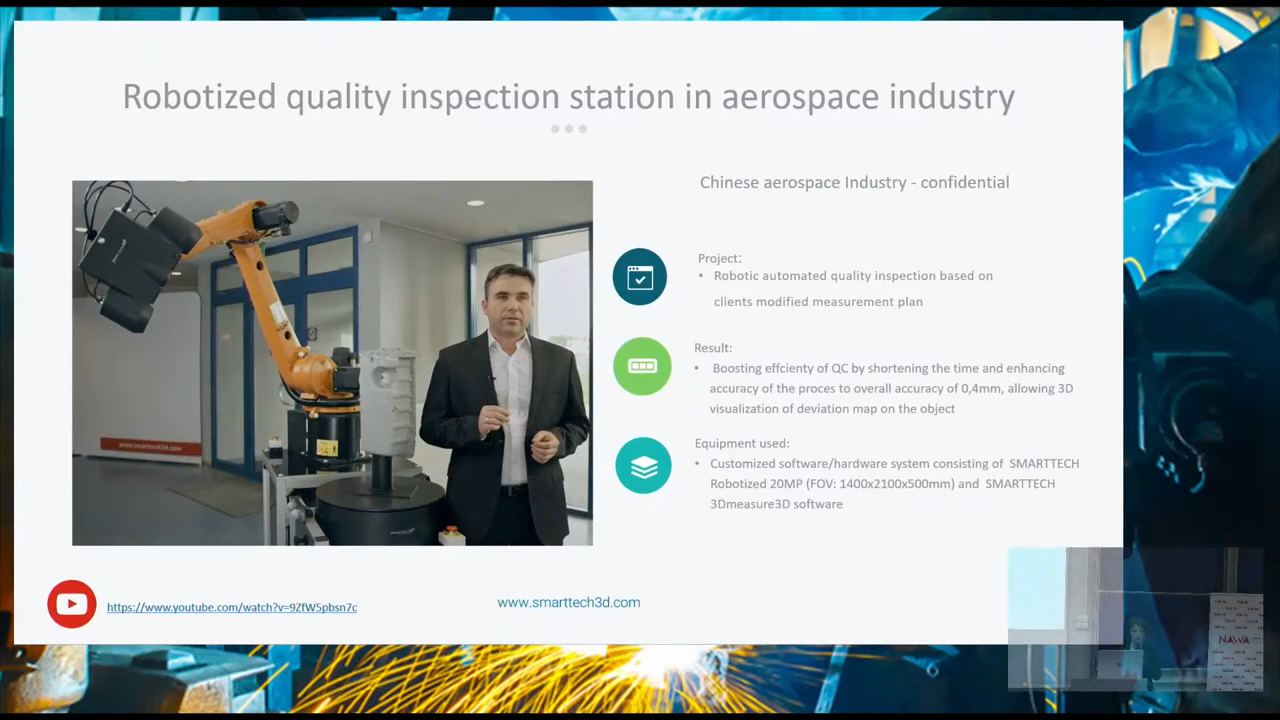 Robotized quality inspection station in aerospace industry
Chinese aerospace Industry - confidential
Project:
• Robotic automated quality inspection based on
clients modified measurement plan
Result:
• Boosting effcienty of QC by shortening the time and enhancing
accuracy of the proces to overall accuracy of 0,4mm, allowing 3D
visualization of deviation map on the object
Equipment used:
• Customized software/hardware system consisting of SMARTTECH
Robotized 20MP (FOV: 1400x2100x500mm) and SMARTTECH
3Dmeasure3D software
www.smarttech3d.com
https://www.youtube.com/watch?v=9ZfW5pbsn7c
www.smarttech3d.com
NAWA